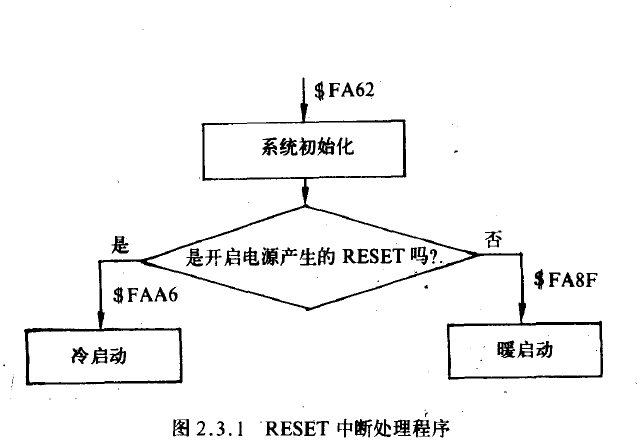 $FA62
系统初始化
是
是开启电源产生的 RESET 吗?
否
$FAA6
$FA8F
冷启动
暖启动
图 2.3.1 RESET 中断处理程序